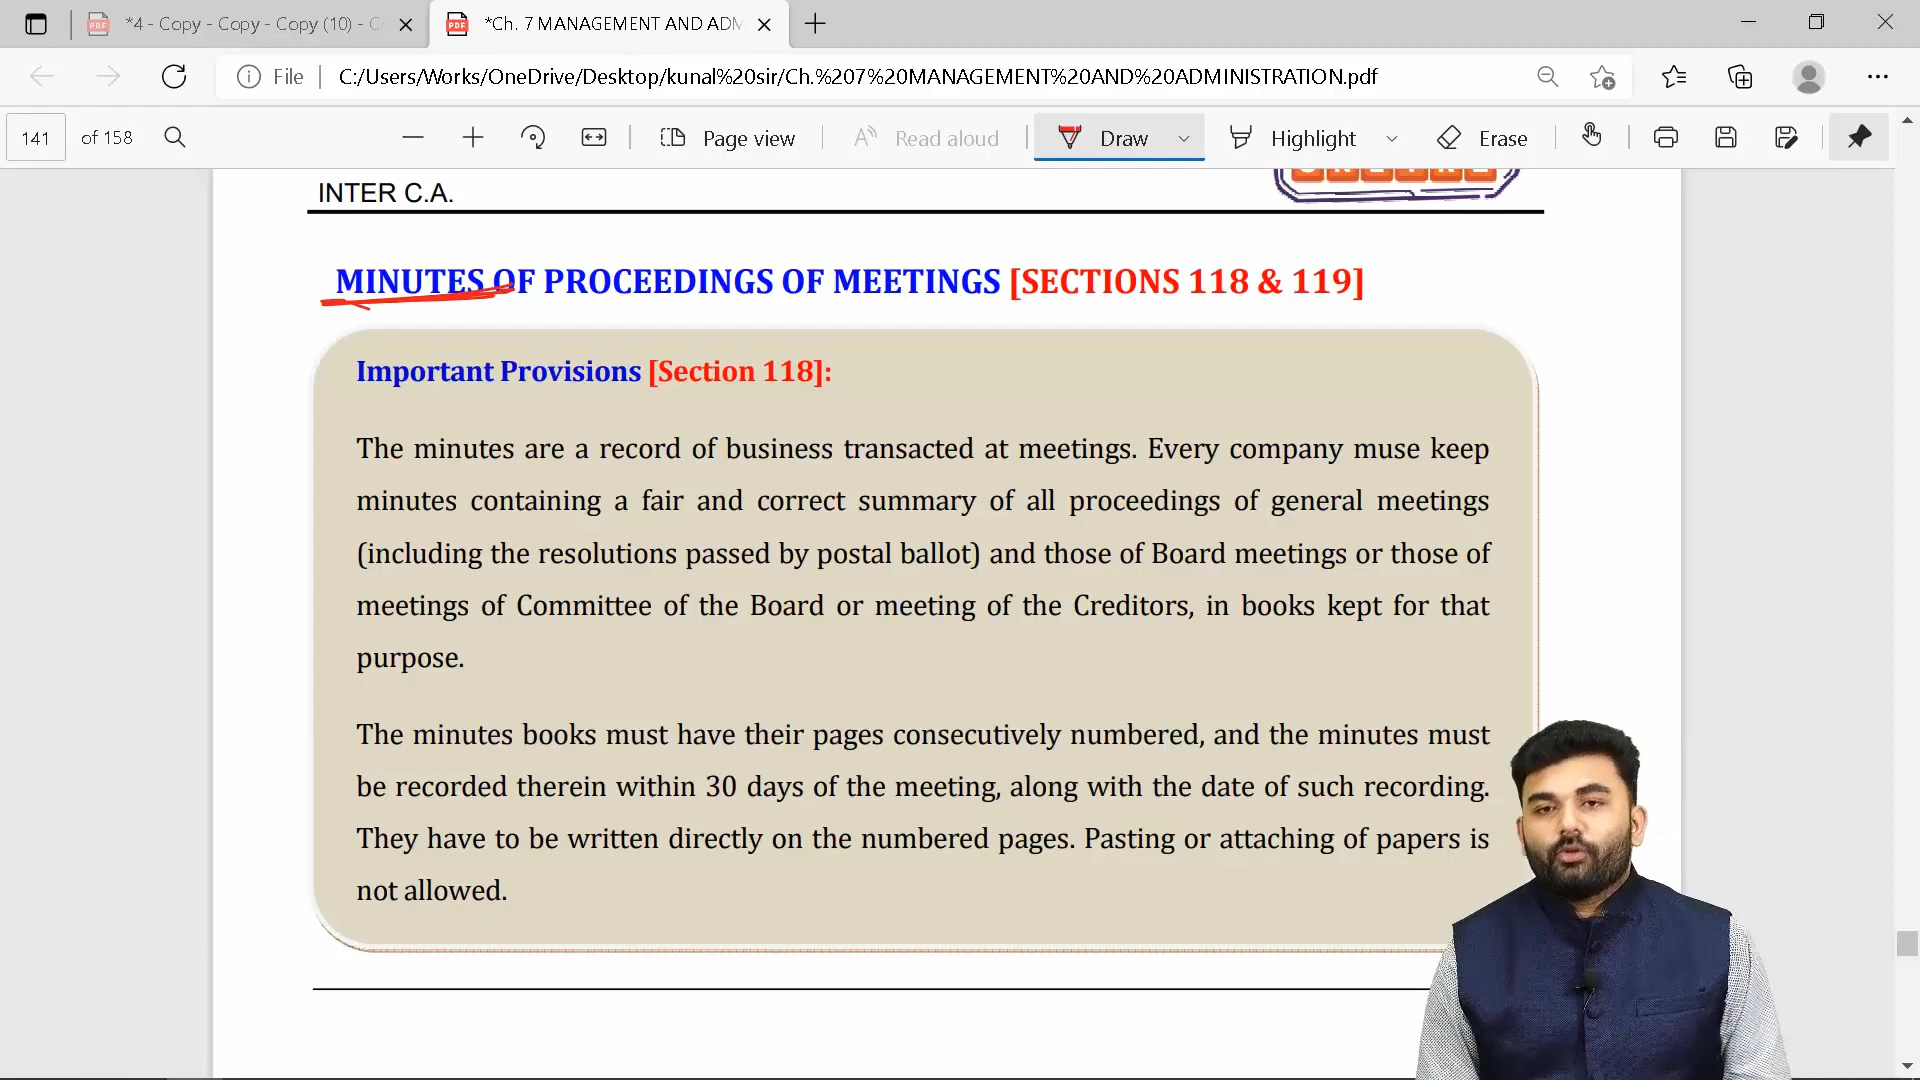 *4 - Copy - Copy - Copy (10) - C
*Ch. 7 MANAGEMENT AND ADM
File
C:/Users/Works/OneDrive/Desktop/kunal%20sir/Ch.%207%20MANAGEMENT%20AND%20ADMINISTRATION.pdf
141 of 158
Page view
Read aloud
Draw
Highlight
Erase
INTER C.A.
MINUTES OF PROCEEDINGS OF MEETINGS [SECTIONS 118 & 119]
Important Provisions [Section 118]:
The minutes are a record of business transacted at meetings. Every company muse keep
minutes containing a fair and correct summary of all proceedings of general meetings
(including the resolutions passed by postal ballot) and those of Board meetings or those of
meetings of Committee of the Board or meeting of the Creditors, in books kept for that
purpose.
The minutes books must have their pages consecutively numbered, and the minutes must
be recorded therein within 30 days of the meeting, along with the date of such recording.
They have to be written directly on the numbered pages. Pasting or attaching of papers is
not allowed.